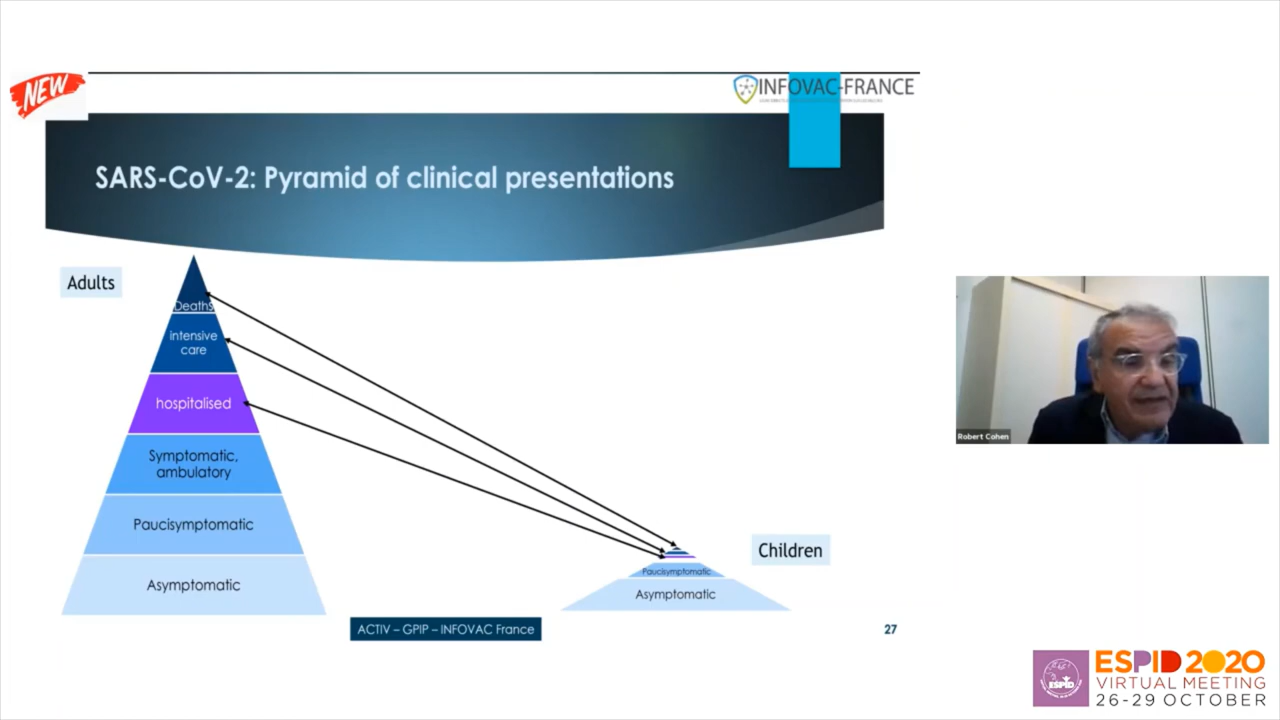 NEW
INFOVAC-FRANCE
SARS-CoV-2: Pyramid of clinical presentations
Adults
Deaths
intensive
care
hospitalised
Symptomatic,
ambulatory
Paucisymptomatic
Asymptomatic
Children
Paucisymptomatic
Asymptomatic
ACTIV – GPIP – INFOVAC France
27
Robert Cohen
ESPID
ESPID 2020
VIRTUAL MEETING
26-29 OCTOBER